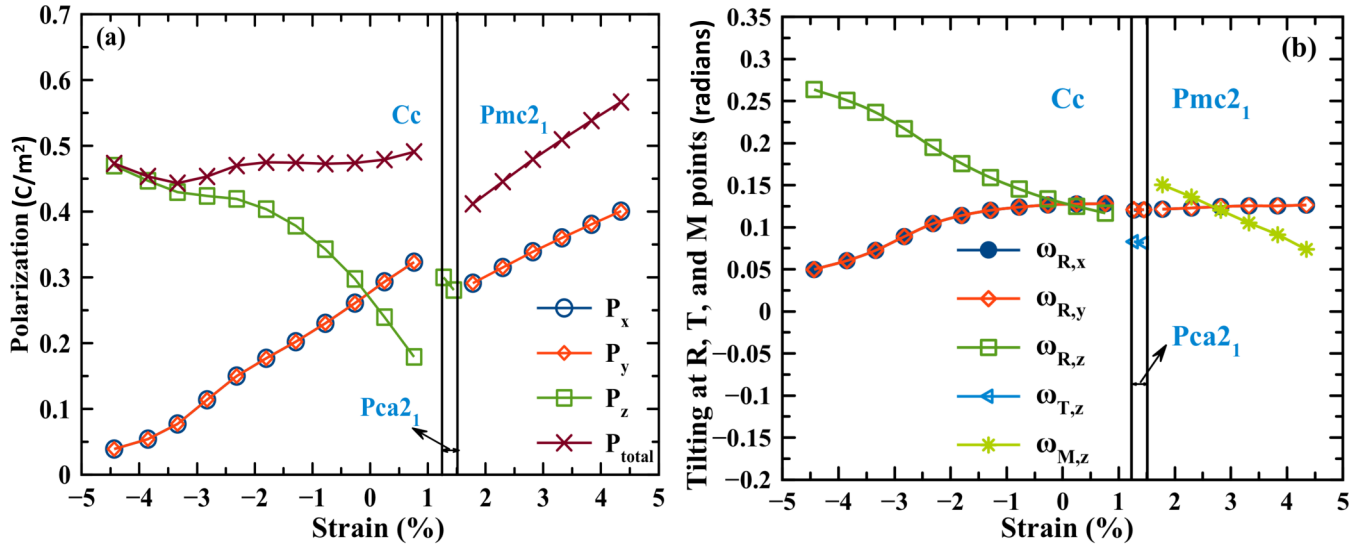 (a)
0.7
0.6
0.5
0.4
0.3
0.2
0.1
0
Polarization (C/m²)
Cc
Pmc2₁
Pca2₁
Pₓ
P_y
P_z
P_total
−5 −4 −3 −2 −1 0 1 2 3 4 5
Strain (%)
(b)
0.35
0.3
0.25
0.2
0.15
0.1
0.05
0
−0.05
−0.1
−0.15
−0.2
Tilting at R, T, and M points (radians)
Cc
Pmc2₁
Pca2₁
ω_R,x
ω_R,y
ω_R,z
ω_T,z
ω_M,z
−5 −4 −3 −2 −1 0 1 2 3 4 5
Strain (%)